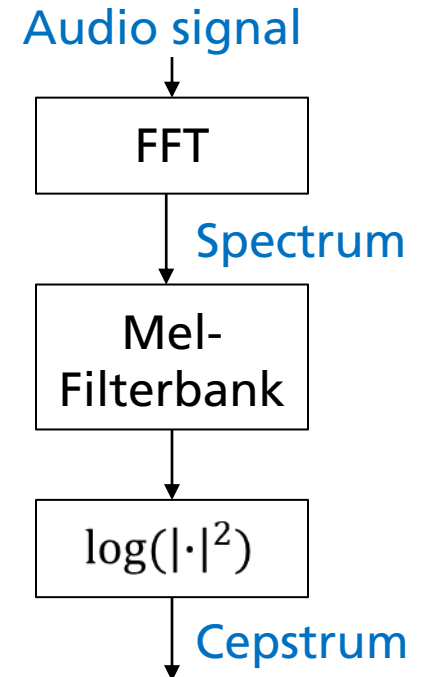 Audio signal
FFT
Spectrum
Mel-
Filterbank
log(|·|²)
Cepstrum